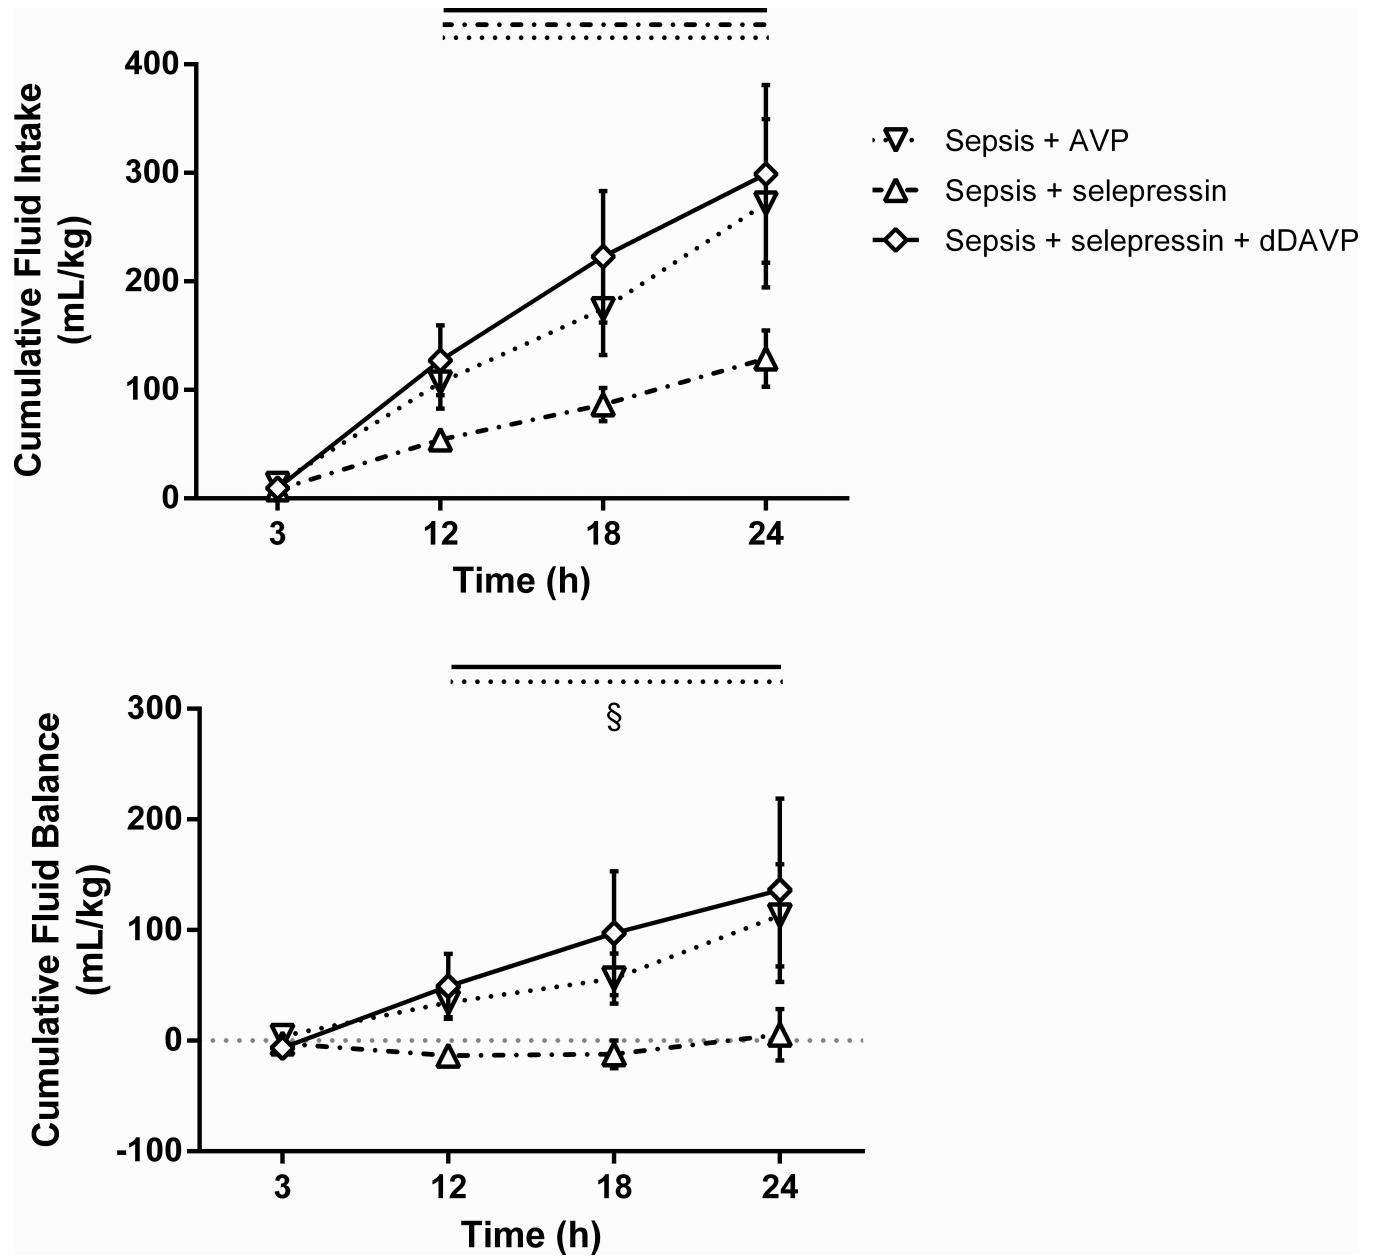 400
300
200
100
0
Cumulative Fluid Intake
(mL/kg)
3 12 18 24
Time (h)
Sepsis + AVP
Sepsis + selepressin
Sepsis + selepressin + dDAVP
§
300
200
100
0
-100
Cumulative Fluid Balance
(mL/kg)
3 12 18 24
Time (h)